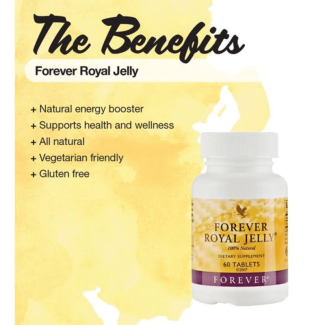 The Benefits
Forever Royal Jelly
+ Natural energy booster
+ Supports health and wellness
+ All natural
+ Vegetarian friendly
+ Gluten free
FOREVER
ROYAL JELLY®
100% Natural
DIETARY SUPPLEMENT
60 TABLETS
FOREVER®